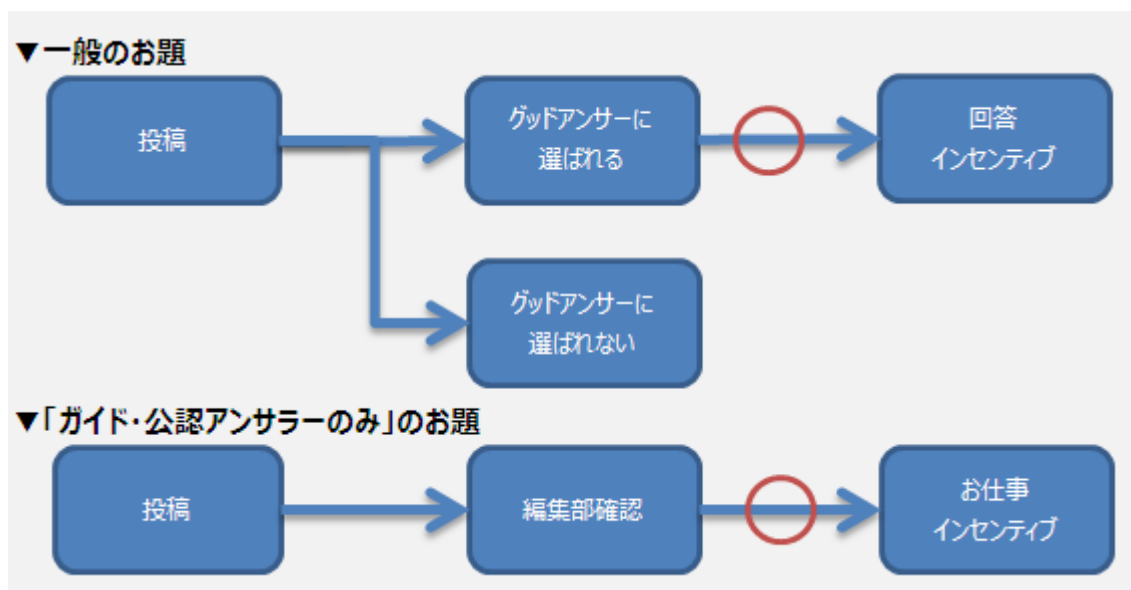 ▼一般のお題
投稿
グッドアンサーに
選ばれる
回答
インセンティブ
グッドアンサーに
選ばれない
▼「ガイド・公認アンサラーのみ」のお題
投稿
編集部確認
お仕事
インセンティブ